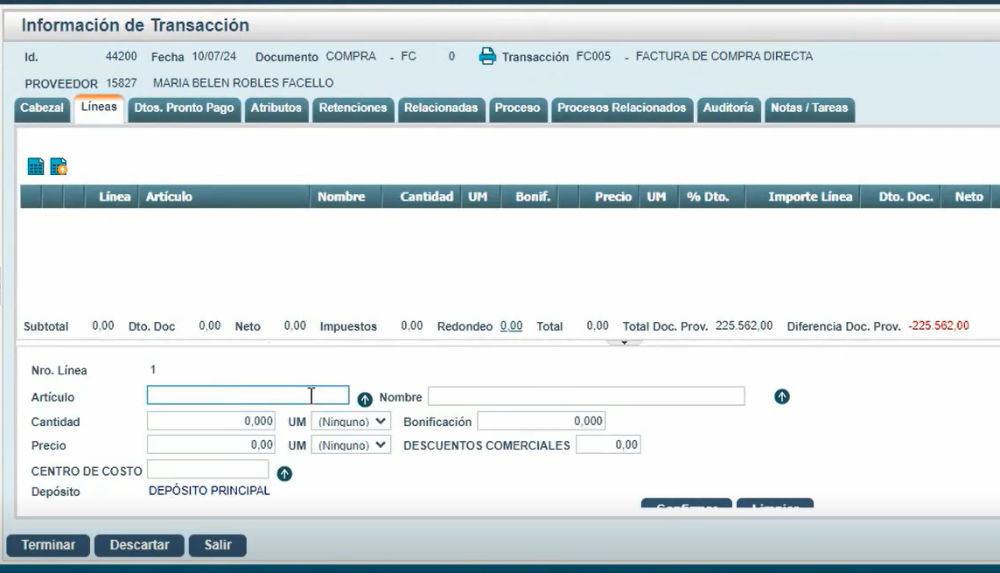 Información de Transacción
Id. 44200 Fecha 10/07/24 Documento COMPRA - FC 0 Transacción FC005 - FACTURA DE COMPRA DIRECTA
PROVEEDOR 15827 MARIA BELEN ROBLES FACELLO
Cabezal Líneas Dtos. Pronto Pago Atributos Retenciones Relacionadas Proceso Procesos Relacionados Auditoría Notas / Tareas
Línea Artículo Nombre Cantidad UM Bonif. Precio UM % Dto. Importe Línea Dto. Doc. Neto
Subtotal 0,00 Dto. Doc 0,00 Neto 0,00 Impuestos 0,00 Redondeo 0,00 Total 0,00 Total Doc. Prov. 225.562,00 Diferencia Doc. Prov. -225.562,00
Nro. Línea 1
Artículo Nombre
Cantidad 0,000 UM (Ninguno) Bonificación 0,000
Precio 0,00 UM (Ninguno) DESCUENTOS COMERCIALES 0,00
CENTRO DE COSTO
Depósito DEPÓSITO PRINCIPAL
Terminar Descartar Salir